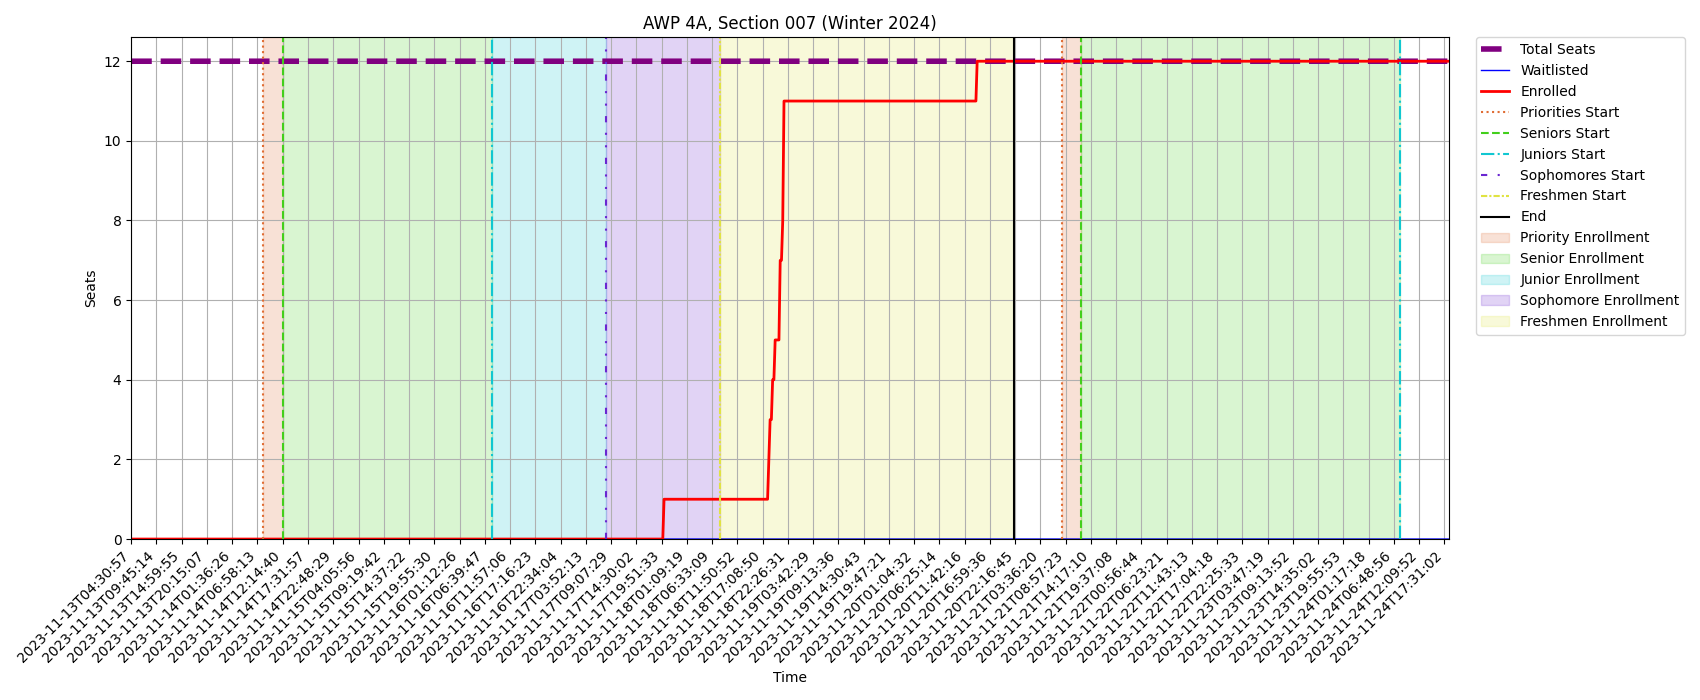 AWP 4A, Section 007 (Winter 2024)
Total Seats
Waitlisted
Enrolled
Priorities Start
Seniors Start
Juniors Start
Sophomores Start
Freshmen Start
End
Priority Enrollment
Senior Enrollment
Junior Enrollment
Sophomore Enrollment
Freshmen Enrollment
Seats
12
10
8
6
4
2
0
2023-11-13T04:30:57
2023-11-13T09:45:14
2023-11-13T14:59:55
2023-11-13T20:15:07
2023-11-14T01:36:26
2023-11-14T06:58:13
2023-11-14T12:14:40
2023-11-14T17:31:57
2023-11-14T22:48:29
2023-11-15T04:05:56
2023-11-15T09:19:42
2023-11-15T14:37:22
2023-11-15T19:55:30
2023-11-16T01:12:26
2023-11-16T06:39:47
2023-11-16T11:57:06
2023-11-16T17:16:23
2023-11-16T22:34:04
2023-11-17T03:52:13
2023-11-17T09:07:29
2023-11-17T14:30:02
2023-11-17T19:51:33
2023-11-18T01:09:19
2023-11-18T06:33:09
2023-11-18T11:50:52
2023-11-18T17:08:50
2023-11-18T22:26:31
2023-11-19T03:42:29
2023-11-19T09:13:36
2023-11-19T14:30:43
2023-11-19T19:47:21
2023-11-20T01:04:32
2023-11-20T06:25:14
2023-11-20T11:42:16
2023-11-20T16:59:36
2023-11-20T22:16:45
2023-11-21T03:36:20
2023-11-21T08:57:23
2023-11-21T14:17:10
2023-11-21T19:37:08
2023-11-22T00:56:44
2023-11-22T06:23:21
2023-11-22T11:43:13
2023-11-22T17:04:18
2023-11-22T22:25:33
2023-11-23T03:47:19
2023-11-23T09:13:52
2023-11-23T14:35:02
2023-11-23T19:55:53
2023-11-24T01:17:18
2023-11-24T06:48:56
2023-11-24T12:09:52
2023-11-24T17:31:02
Time